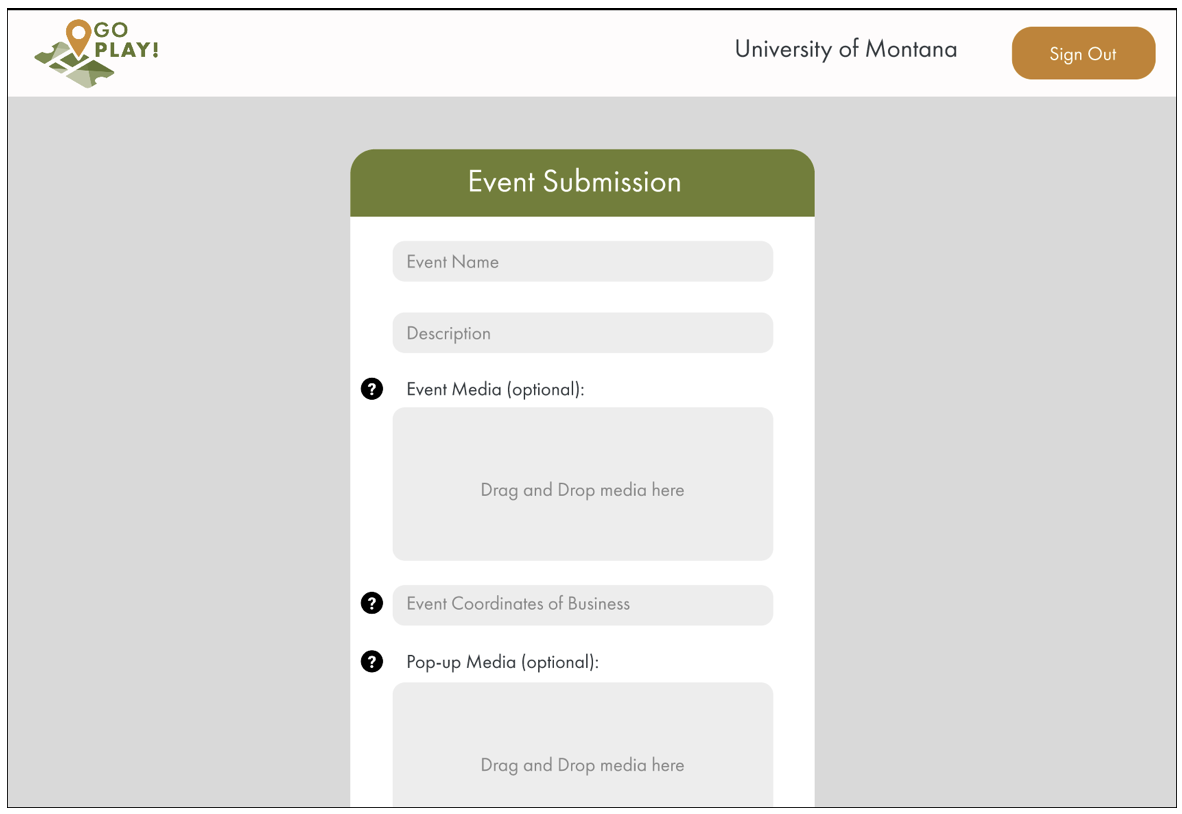 GO
PLAY!
University of Montana
Sign Out
Event Submission
Event Name
Description
? Event Media (optional):
Drag and Drop media here
? Event Coordinates of Business
? Pop-up Media (optional):
Drag and Drop media here